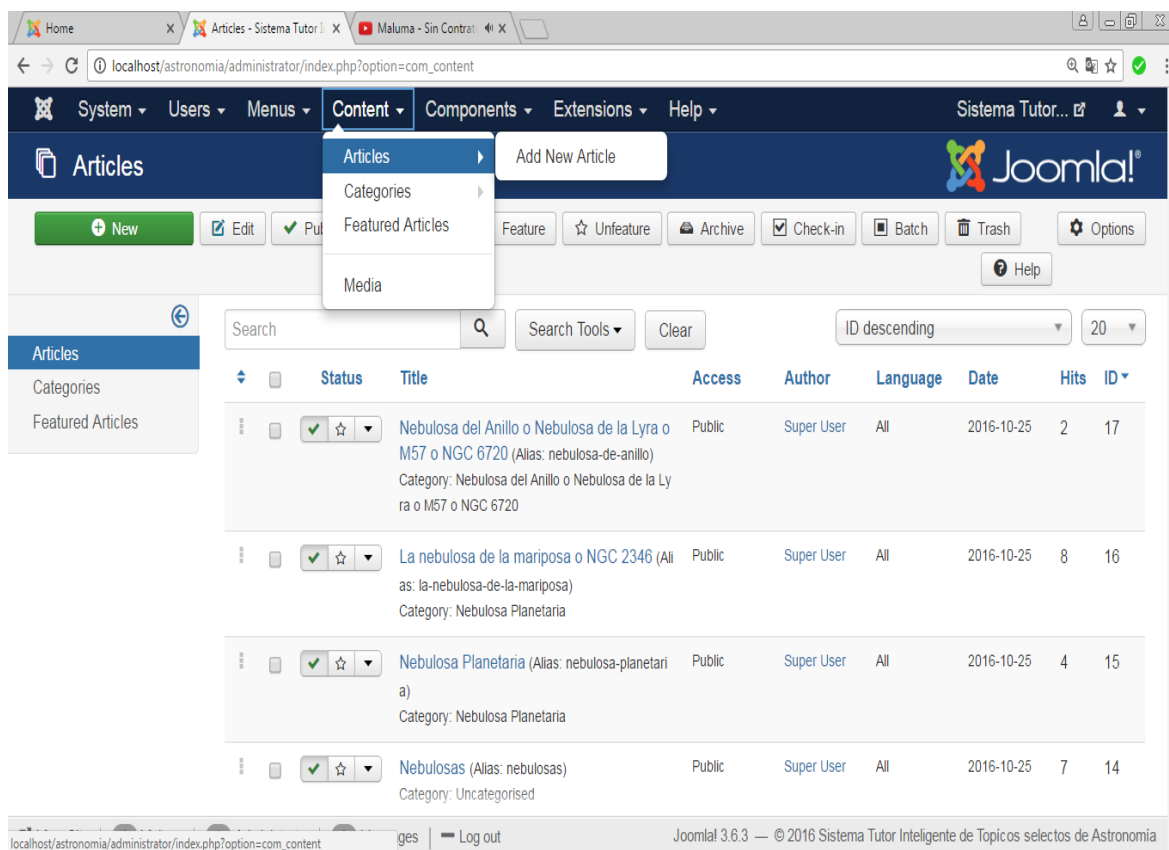 Home
Articles - Sistema Tutor I
Maluma - Sin Contrat
localhost/astronomia/administrator/index.php?option=com_content
System Users Menus Content Components Extensions Help Sistema Tutor...
Articles
Joomla!®
Articles
Add New Article
Categories
Featured Articles
Media
New Edit Feature Unfeature Archive Check-in Batch Trash Options
Help
Search Search Tools Clear ID descending 20
Articles
Categories
Featured Articles
Status Title Access Author Language Date Hits ID
Nebulosa del Anillo o Nebulosa de la Lyra o Public Super User All 2016-10-25 2 17
M57 o NGC 6720 (Alias: nebulosa-de-anillo)
Category: Nebulosa del Anillo o Nebulosa de la Ly
ra o M57 o NGC 6720
La nebulosa de la mariposa o NGC 2346 (Ali Public Super User All 2016-10-25 8 16
as: la-nebulosa-de-la-mariposa)
Category: Nebulosa Planetaria
Nebulosa Planetaria (Alias: nebulosa-planetari Public Super User All 2016-10-25 4 15
a)
Category: Nebulosa Planetaria
Nebulosas (Alias: nebulosas) Public Super User All 2016-10-25 7 14
Category: Uncategorised
Log out Joomla! 3.6.3 — © 2016 Sistema Tutor Inteligente de Topícos selectos de Astronomía
localhost/astronomia/administrator/index.php?option=com_content